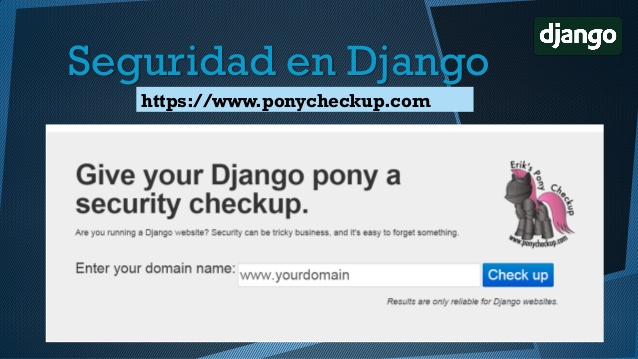 django
Seguridad en Django
https://www.ponycheckup.com
Give your Django pony a
security checkup.
Erik's Pony Checkup
www.ponycheckup.com
Are you running a Django website? Security can be tricky business, and it's easy to forget something.
Enter your domain name:
www.yourdomain
Check up
Results are only reliable for Django websites.